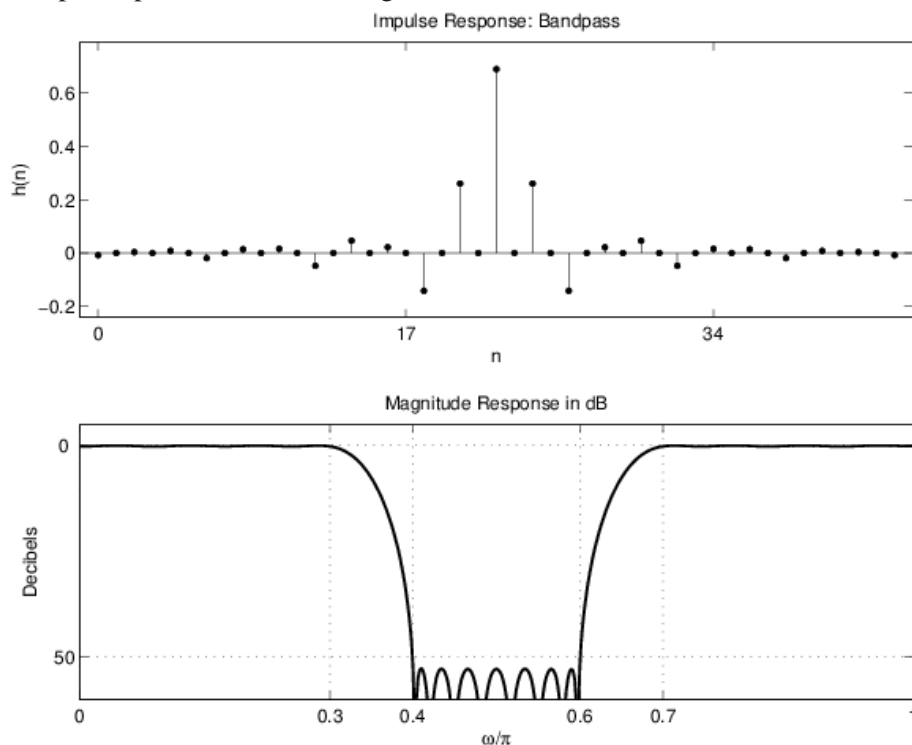 Impulse Response: Bandpass
h(n)
0.6
0.4
0.2
0
−0.2
0 17 34
n
Magnitude Response in dB
Decibels
0
50
0 0.3 0.4 0.6 0.7
ω/π